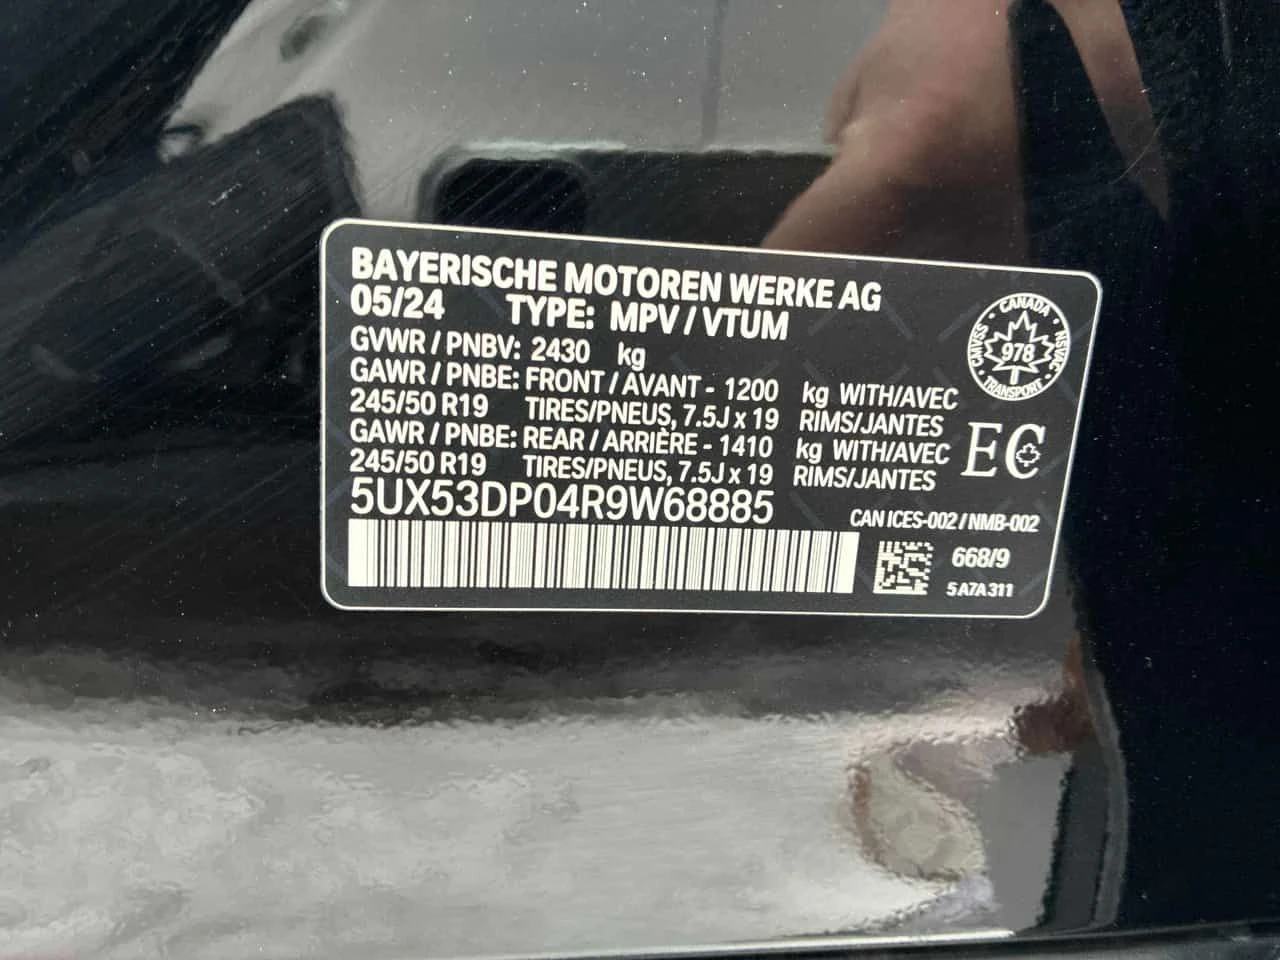 BAYERISCHE MOTOREN WERKE AG
05/24 TYPE: MPV / VTUM
GVWR / PNBV: 2430 kg
GAWR / PNBE: FRONT / AVANT - 1200 kg WITH/AVEC
245/50 R19 TIRES/PNEUS, 7.5J x 19 RIMS/JANTES
GAWR / PNBE: REAR / ARRIÈRE - 1410 kg WITH/AVEC
245/50 R19 TIRES/PNEUS, 7.5J x 19 RIMS/JANTES
5UX53DP04R9W68885
CANADA
CMVSS 978 NSVAC
TRANSPORT
EC
CAN ICES-002 / NMB-002
668/9
5A7A311